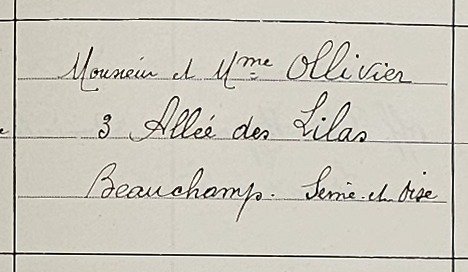 Monsieur et Mme Ollivier
3 Allée des Lilas
Beauchamp. Seine et Oise